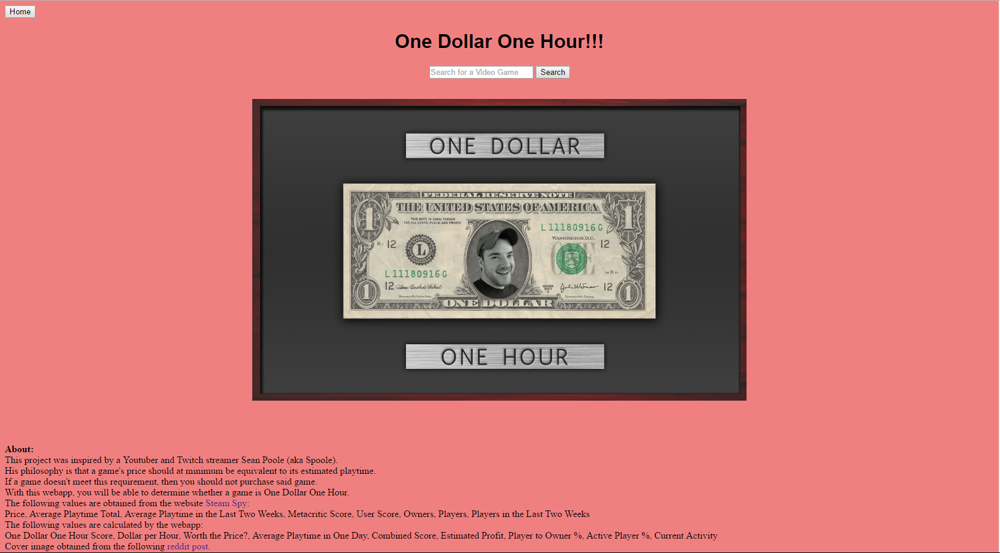 Home
One Dollar One Hour!!!
Search for a Video Game Search
ONE DOLLAR
FEDERAL RESERVE NOTE
THE UNITED STATES OF AMERICA
THIS NOTE IS LEGAL TENDER
FOR ALL DEBTS, PUBLIC AND PRIVATE
L 11180916 G
WASHINGTON, D.C.
1 1
12 12
L
ONE
L 11180916 G
12 12
SERIES
2003
A
1 1
ONE DOLLAR
ONE HOUR
About:
This project was inspired by a Youtuber and Twitch streamer Sean Poole (aka Spoole).
His philosophy is that a game's price should at minimum be equivalent to its estimated playtime.
If a game doesn't meet this requirement, then you should not purchase said game.
With this webapp, you will be able to determine whether a game is One Dollar One Hour.
The following values are obtained from the website Steam Spy:
Price, Average Playtime Total, Average Playtime in the Last Two Weeks, Metacritic Score, User Score, Owners, Players, Players in the Last Two Weeks
The following values are calculated by the webapp:
One Dollar One Hour Score, Dollar per Hour, Worth the Price?, Average Playtime in One Day, Combined Score, Estimated Profit, Player to Owner %, Active Player %, Current Activity
Cover image obtained from the following reddit post.